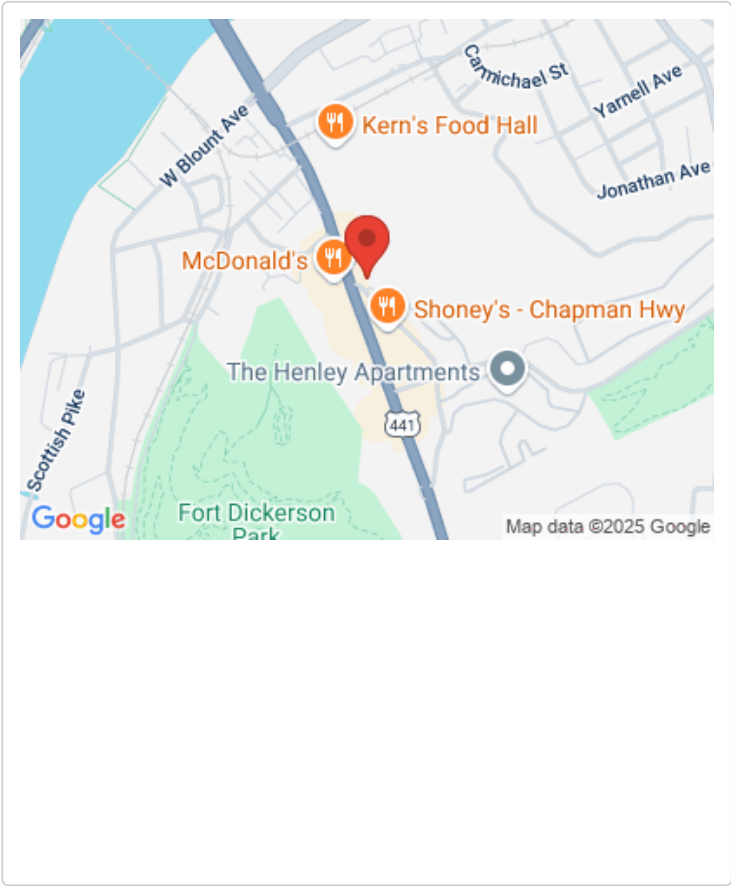 Carmichael St
Yarnell Ave
Kern's Food Hall
W Blount Ave
Jonathan Ave
McDonald's
Shoney's - Chapman Hwy
The Henley Apartments
441
Scottish Pike
Fort Dickerson
Park
Google
Map data ©2025 Google